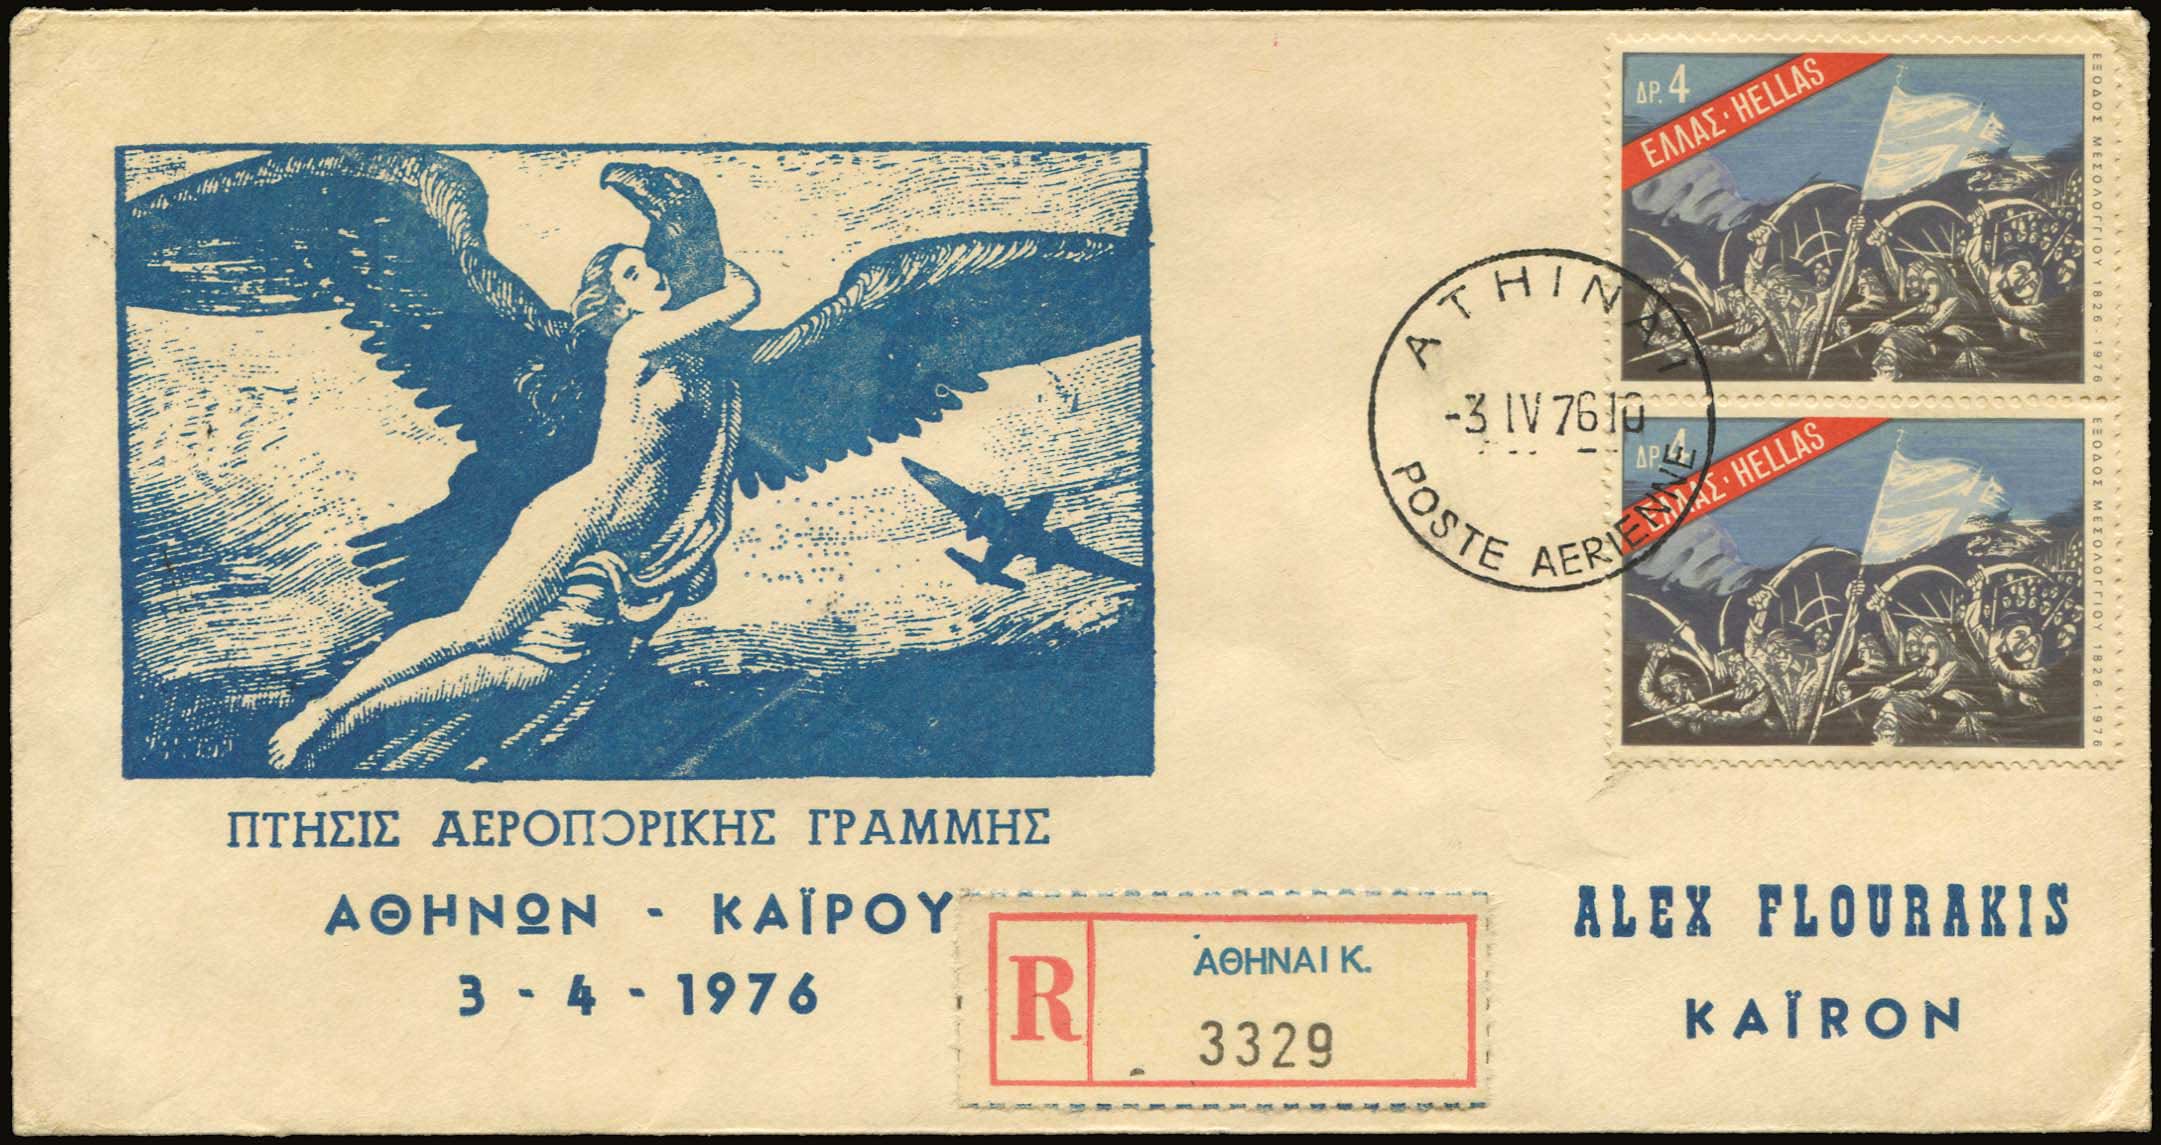 ΔΡ. 4
ΕΛΛΑΣ·HELLAS
ΕΞΟΔΟΣ ΜΕΣΟΛΟΓΓΙΟΥ 1826-1976
ATHINAI
-3 IV 76 10
POSTE AERIENNE
ΔΡ. 4
ΕΛΛΑΣ·HELLAS
ΕΞΟΔΟΣ ΜΕΣΟΛΟΓΓΙΟΥ 1826-1976
ΠΤΗΣΙΣ ΑΕΡΟΠΟΡΙΚΗΣ ΓΡΑΜΜΗΣ
ΑΘΗΝΩΝ - ΚΑΪΡΟΥ
3 - 4 - 1976
R
ΑΘΗΝΑΙ Κ.
3329
ALEX FLOURAKIS
KAÏRON